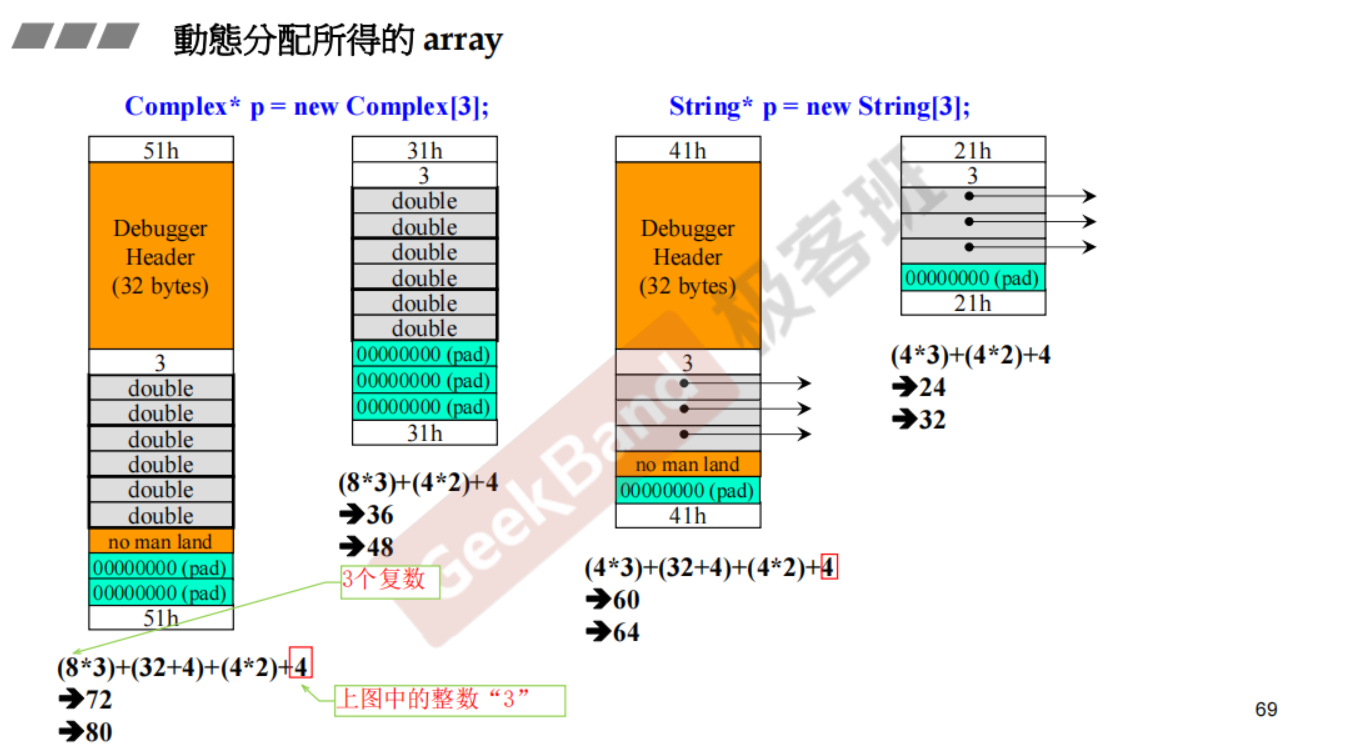 動態分配所得的 array
Complex* p = new Complex[3];
51h
Debugger
Header
(32 bytes)
3
double
double
double
double
double
double
no man land
00000000 (pad)
00000000 (pad)
51h
(8*3)+(32+4)+(4*2)+4
➔72
➔80
31h
3
double
double
double
double
double
double
00000000 (pad)
00000000 (pad)
00000000 (pad)
31h
(8*3)+(4*2)+4
➔36
➔48
3个复数
上图中的整数“3”
String* p = new String[3];
41h
Debugger
Header
(32 bytes)
3
no man land
00000000 (pad)
41h
(4*3)+(32+4)+(4*2)+4
➔60
➔64
21h
3
00000000 (pad)
21h
(4*3)+(4*2)+4
➔24
➔32
GeekBand 极客班
69